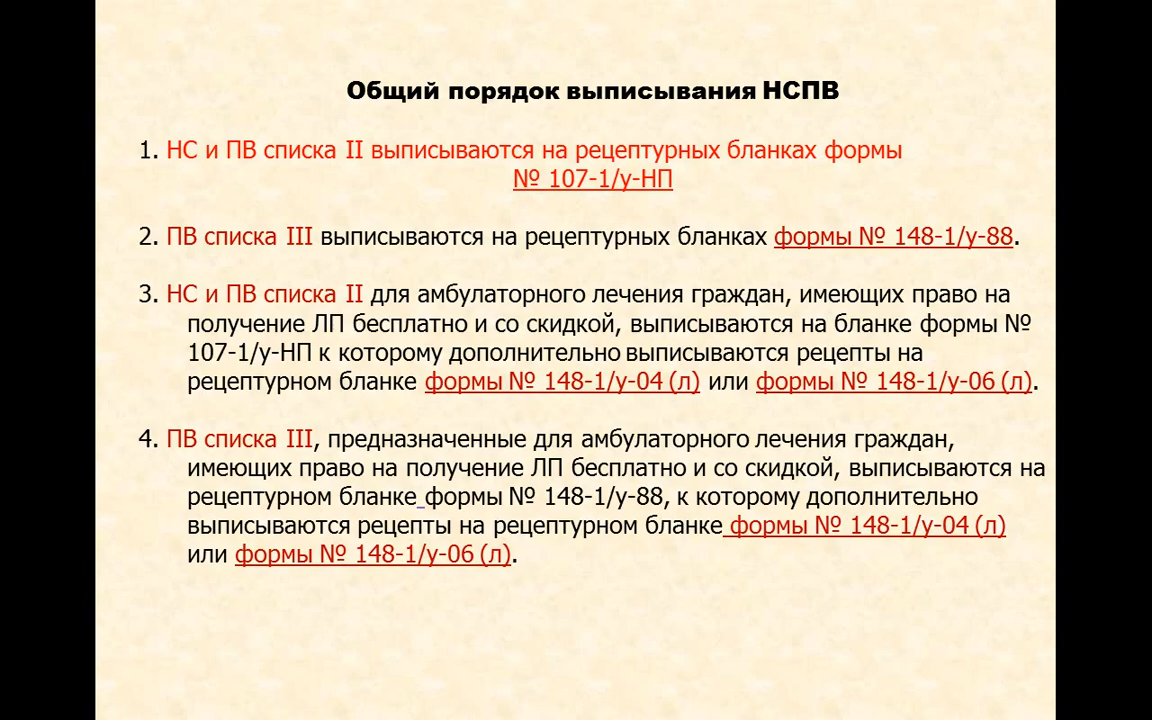 Общий порядок выписывания НСПВ
1. НС и ПВ списка II выписываются на рецептурных бланках формы
№ 107-1/у-НП
2. ПВ списка III выписываются на рецептурных бланках формы № 148-1/у-88.
3. НС и ПВ списка II для амбулаторного лечения граждан, имеющих право на
получение ЛП бесплатно и со скидкой, выписываются на бланке формы №
107-1/у-НП к которому дополнительно выписываются рецепты на
рецептурном бланке формы № 148-1/у-04 (л) или формы № 148-1/у-06 (л).
4. ПВ списка III, предназначенные для амбулаторного лечения граждан,
имеющих право на получение ЛП бесплатно и со скидкой, выписываются на
рецептурном бланке формы № 148-1/у-88, к которому дополнительно
выписываются рецепты на рецептурном бланке формы № 148-1/у-04 (л)
или формы № 148-1/у-06 (л).